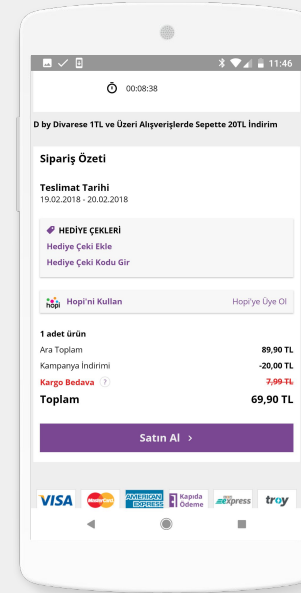 11:46
00:08:38
D by Divarese 1TL ve Üzeri Alışverişlerde Sepette 20TL İndirim
Sipariş Özeti
Teslimat Tarihi
19.02.2018 - 20.02.2018
HEDİYE ÇEKLERİ
Hediye Çeki Ekle
Hediye Çeki Kodu Gir
hopi Hopi'ni Kullan Hopi'ye Üye Ol
1 adet ürün
Ara Toplam 89,90 TL
Kampanya İndirimi -20,00 TL
Kargo Bedava ? 7,99 TL
Toplam 69,90 TL
Satın Al >
VISA MasterCard AMERICAN EXPRESS Kapıda Ödeme express troy